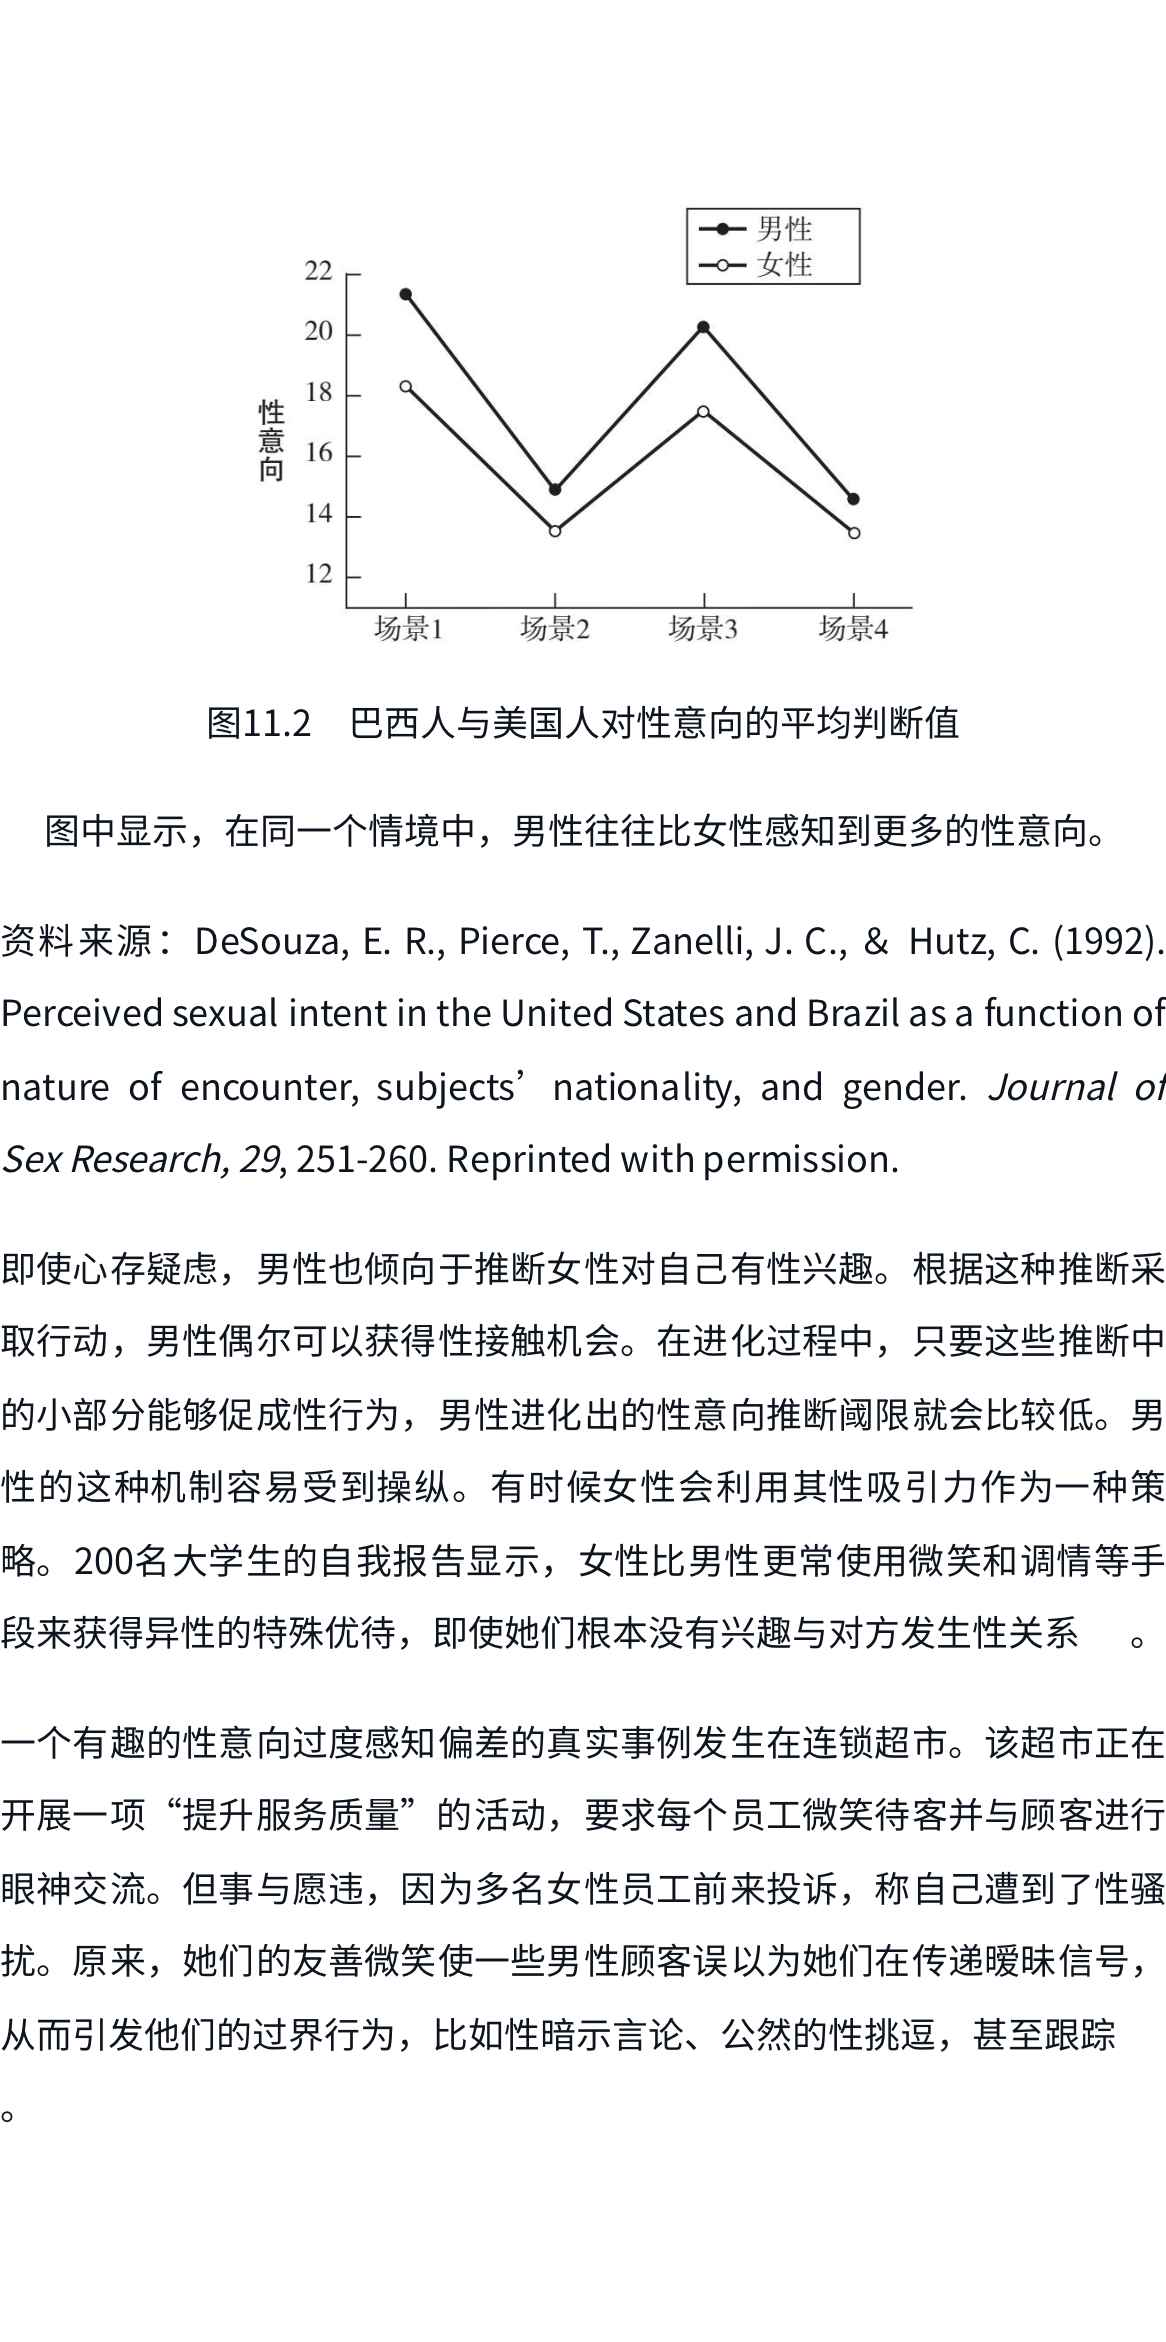 男性
女性
22
20
18
16
14
12
性意向
场景1 场景2 场景3 场景4
图11.2 巴西人与美国人对性意向的平均判断值
图中显示，在同一个情境中，男性往往比女性感知到更多的性意向。
资料来源：DeSouza, E. R., Pierce, T., Zanelli, J. C., & Hutz, C. (1992).
Perceived sexual intent in the United States and Brazil as a function of
nature of encounter, subjects’ nationality, and gender. Journal of
Sex Research, 29, 251-260. Reprinted with permission.
即使心存疑虑，男性也倾向于推断女性对自己有性兴趣。根据这种推断采
取行动，男性偶尔可以获得性接触机会。在进化过程中，只要这些推断中
的小部分能够促成性行为，男性进化出的性意向推断阈限就会比较低。男
性的这种机制容易受到操纵。有时候女性会利用其性吸引力作为一种策
略。200名大学生的自我报告显示，女性比男性更常使用微笑和调情等手
段来获得异性的特殊优待，即使她们根本没有兴趣与对方发生性关系 。
一个有趣的性意向过度感知偏差的真实事例发生在连锁超市。该超市正在
开展一项“提升服务质量”的活动，要求每个员工微笑待客并与顾客进行
眼神交流。但事与愿违，因为多名女性员工前来投诉，称自己遭到了性骚
扰。原来，她们的友善微笑使一些男性顾客误以为她们在传递暧昧信号，
从而引发他们的过界行为，比如性暗示言论、公然的性挑逗，甚至跟踪
。